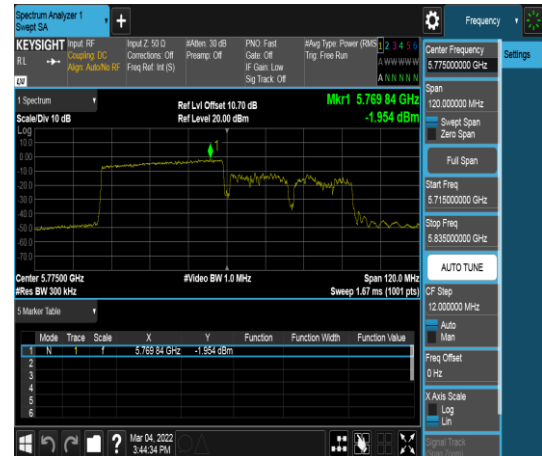 Spectrum Analyzer 1
Swept SA
+
Frequency
KEYSIGHT
Input: RF
Coupling: DC
Align: Auto/No RF
Input Z: 50 Ω
Corrections: Off
Freq Ref: Int (S)
#Atten: 30 dB
Preamp: Off
PNO: Fast
Gate: Off
IF Gain: Low
Sig Track: Off
#Avg Type: Power (RMS
Trig: Free Run
1 2 3 4 5 6
A W W W W W
A N N N N N
R L
LXI
1 Spectrum
Scale/Div 10 dB
Ref Lvl Offset 10.70 dB
Ref Level 20.00 dBm
Mkr1 5.769 84 GHz
-1.954 dBm
Log
10.0
0.00
-10.0
-20.0
-30.0
-40.0
-50.0
-60.0
-70.0
1
Center 5.77500 GHz
#Res BW 300 kHz
#Video BW 1.0 MHz
Span 120.0 MHz
Sweep 1.67 ms (1001 pts)
5 Marker Table
Mode Trace Scale X Y Function Function Width Function Value
1 N 1 f 5.769 84 GHz -1.954 dBm
2
3
4
5
6
?
Mar 04, 2022
3:44:34 PM
Center Frequency
5.775000000 GHz
Settings
Span
120.000000 MHz
Swept Span
Zero Span
Full Span
Start Freq
5.715000000 GHz
Stop Freq
5.835000000 GHz
AUTO TUNE
CF Step
12.000000 MHz
Auto
Man
Freq Offset
0 Hz
X Axis Scale
Log
Lin
Signal Track
(Span Zoom)